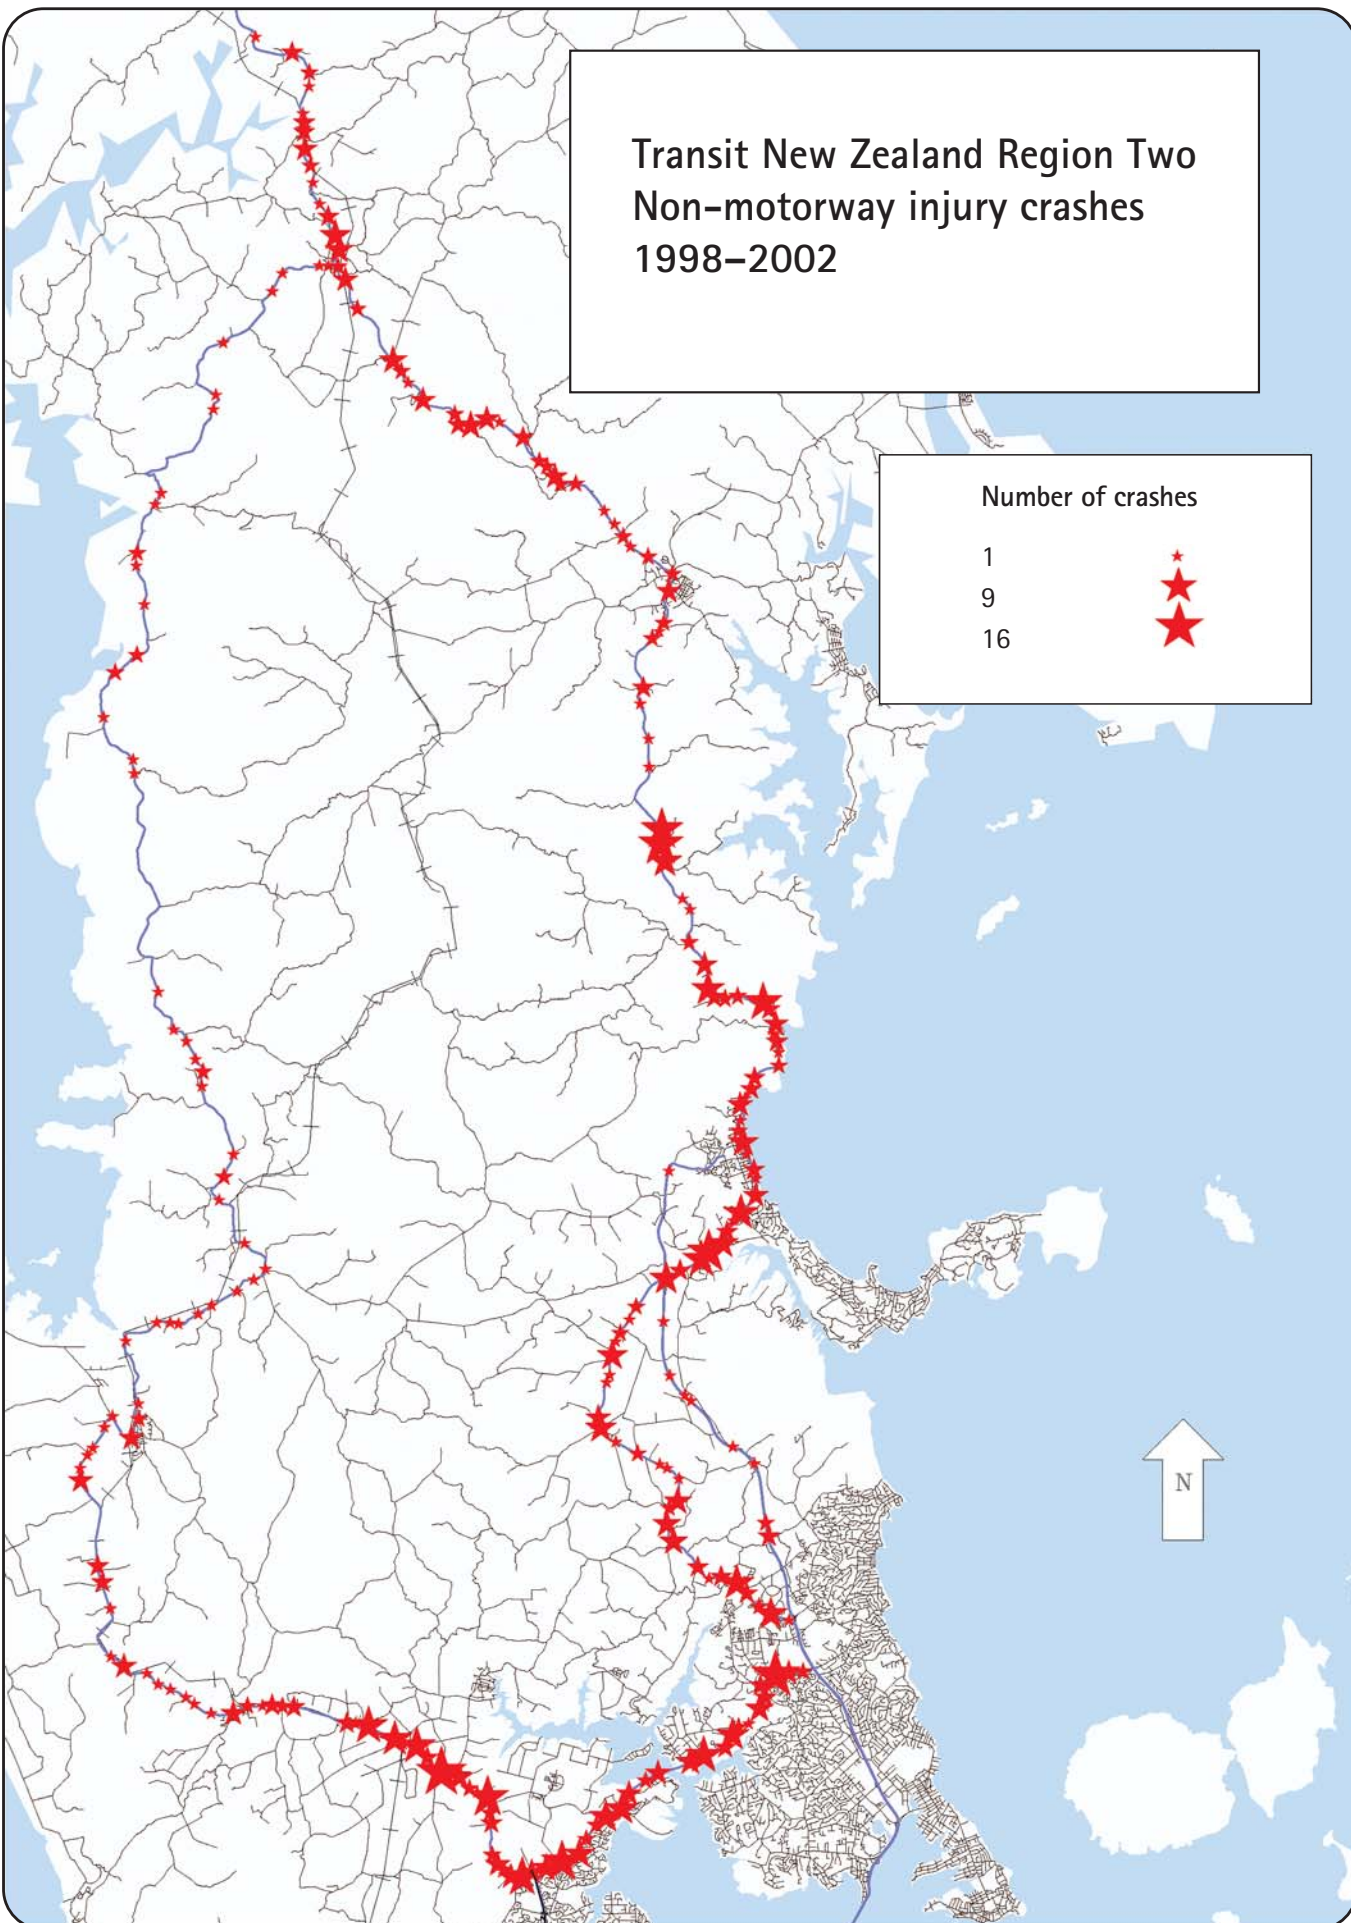 Transit New Zealand Region Two
Non-motorway injury crashes
1998–2002
Number of crashes
1
9
16
N